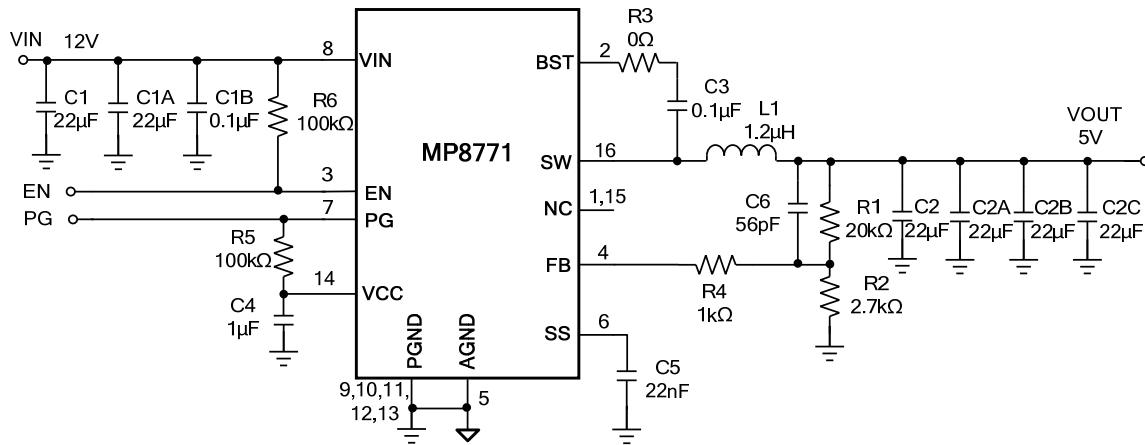 VIN
12V
8
VIN
C1
22µF
C1A
22µF
C1B
0.1µF
R6
100kΩ
EN
3
EN
PG
7
PG
R5
100kΩ
14
VCC
C4
1µF
MP8771
PGND
AGND
9,10,11,
12,13
5
BST
2
R3
0Ω
C3
0.1µF
L1
1.2µH
SW
16
NC
1,15
FB
4
R4
1kΩ
C6
56pF
R1
20kΩ
R2
2.7kΩ
SS
6
C5
22nF
VOUT
5V
C2
22µF
C2A
22µF
C2B
22µF
C2C
22µF